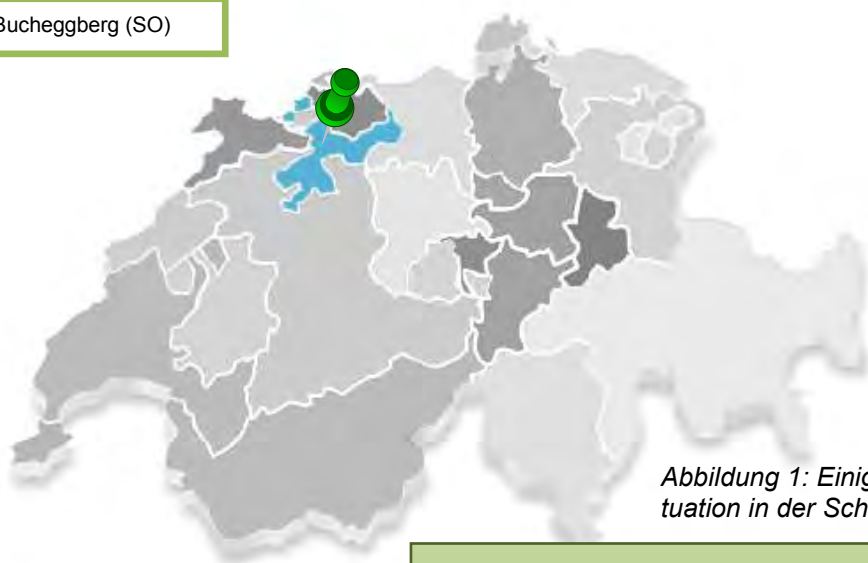 Bucheggberg (SO)
Abbildung 1: Einig
tuation in der Sch